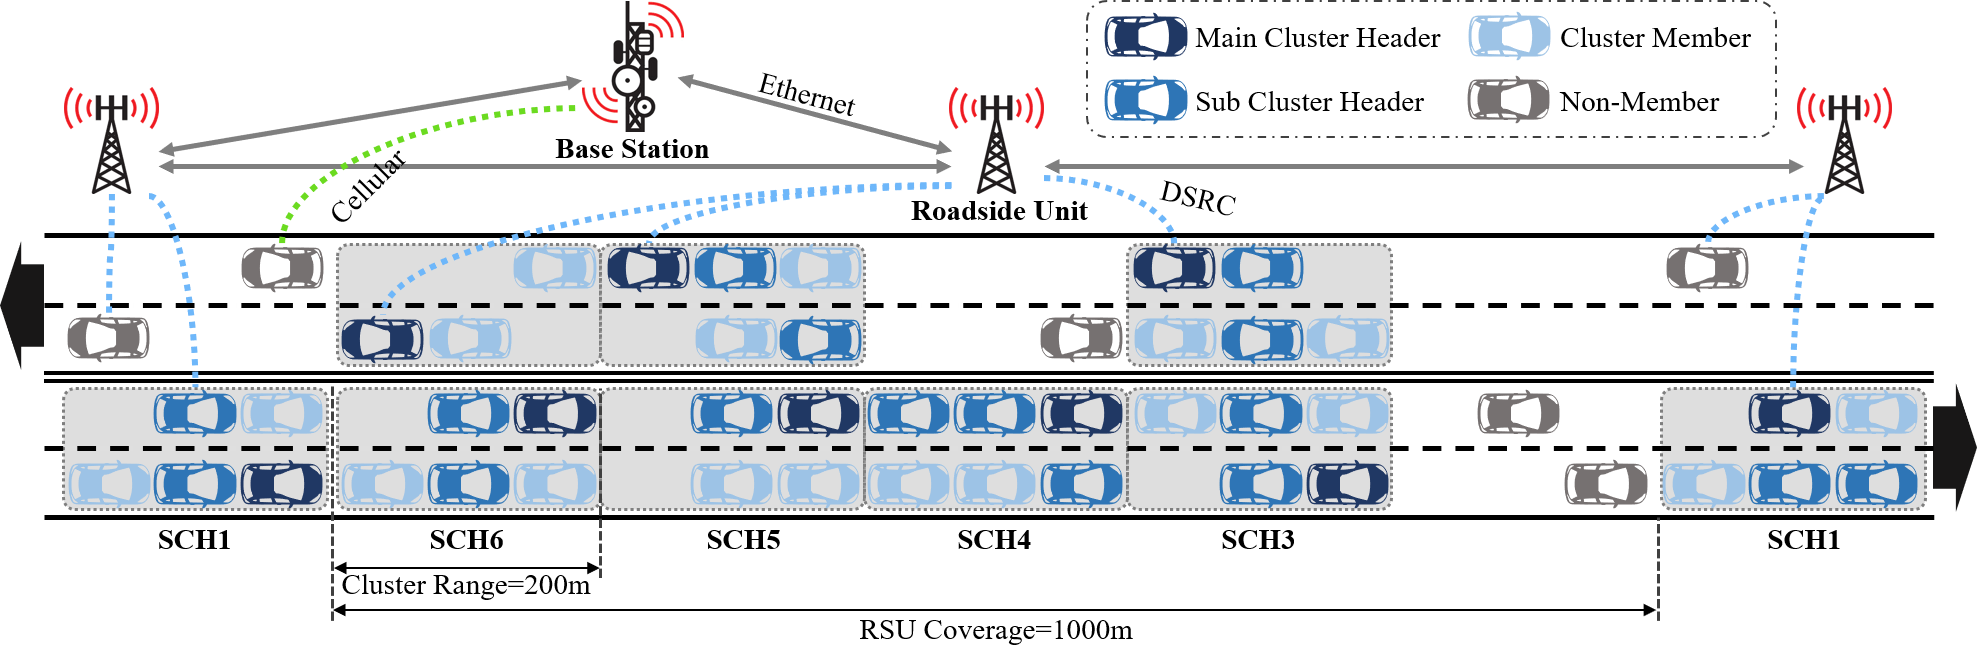 Main Cluster Header
Cluster Member
Sub Cluster Header
Non-Member
Ethernet
Base Station
Cellular
DSRC
Roadside Unit
SCH1
SCH6
SCH5
SCH4
SCH3
SCH1
Cluster Range=200m
RSU Coverage=1000m